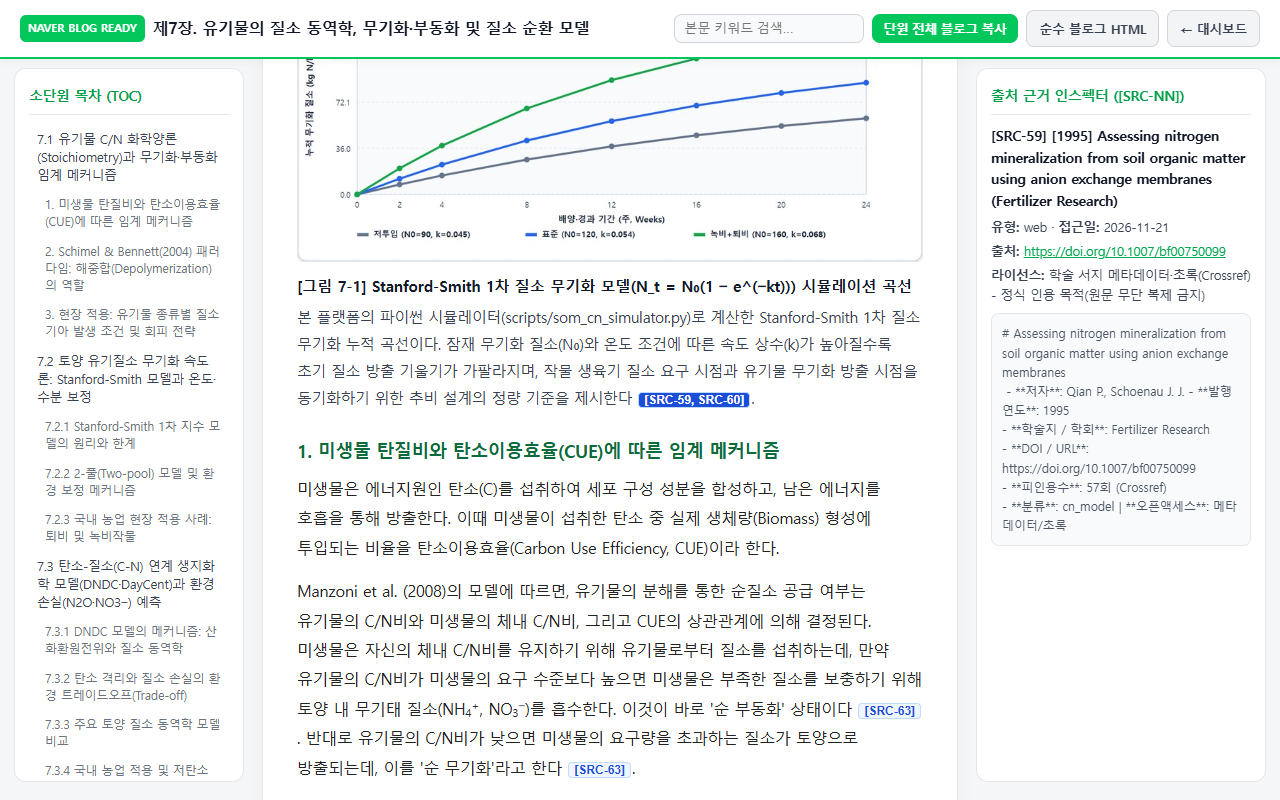 NAVER BLOG READY
제7장. 유기물의 질소 동역학, 무기화·부동화 및 질소 순환 모델
본문 키워드 검색...
단원 전체 블로그 복사
순수 블로그 HTML
← 대시보드
소단원 목차 (TOC)
7.1 유기물 C/N 화학양론
(Stoichiometry)과 무기화·부동화
임계 메커니즘
1. 미생물 탄질비와 탄소이용효율
(CUE)에 따른 임계 메커니즘
2. Schimel & Bennett(2004) 패러
다임: 해중합(Depolymerization)
의 역할
3. 현장 적용: 유기물 종류별 질소
기아 발생 조건 및 회피 전략
7.2 토양 유기질소 무기화 속도
론: Stanford-Smith 모델과 온도·
수분 보정
7.2.1 Stanford-Smith 1차 지수 모
델의 원리와 한계
7.2.2 2-풀(Two-pool) 모델 및 환
경 보정 메커니즘
7.2.3 국내 농업 현장 적용 사례:
퇴비 및 녹비작물
7.3 탄소-질소(C-N) 연계 생지화
학 모델(DNDC·DayCent)과 환경
손실(N2O·NO3−) 예측
7.3.1 DNDC 모델의 메커니즘: 산
화환원전위와 질소 동역학
7.3.2 탄소 격리와 질소 손실의 환
경 트레이드오프(Trade-off)
7.3.3 주요 토양 질소 동역학 모델
비교
7.3.4 국내 농업 적용 및 저탄소
누적 무기화 질소 (kg N/
72.1
36.0
0.0
0
2
4
8
12
16
20
24
배양·경과 기간 (주, Weeks)
저투입 (N0=90, k=0.045)
표준 (N0=120, k=0.054)
녹비+퇴비 (N0=160, k=0.068)
[그림 7-1] Stanford-Smith 1차 질소 무기화 모델(N_t = N₀(1 − e^(−kt))) 시뮬레이션 곡선
본 플랫폼의 파이썬 시뮬레이터(scripts/som_cn_simulator.py)로 계산한 Stanford-Smith 1차 질소
무기화 누적 곡선이다. 잠재 무기화 질소(N₀)와 온도 조건에 따른 속도 상수(k)가 높아질수록
초기 질소 방출 기울기가 가팔라지며, 작물 생육기 질소 요구 시점과 유기물 무기화 방출 시점을
동기화하기 위한 추비 설계의 정량 기준을 제시한다 [SRC-59, SRC-60].
1. 미생물 탄질비와 탄소이용효율(CUE)에 따른 임계 메커니즘
미생물은 에너지원인 탄소(C)를 섭취하여 세포 구성 성분을 합성하고, 남은 에너지를
호흡을 통해 방출한다. 이때 미생물이 섭취한 탄소 중 실제 생체량(Biomass) 형성에
투입되는 비율을 탄소이용효율(Carbon Use Efficiency, CUE)이라 한다.
Manzoni et al. (2008)의 모델에 따르면, 유기물의 분해를 통한 순질소 공급 여부는
유기물의 C/N비와 미생물의 체내 C/N비, 그리고 CUE의 상관관계에 의해 결정된다.
미생물은 자신의 체내 C/N비를 유지하기 위해 유기물로부터 질소를 섭취하는데, 만약
유기물의 C/N비가 미생물의 요구 수준보다 높으면 미생물은 부족한 질소를 보충하기 위해
토양 내 무기태 질소(NH₄⁺, NO₃⁻)를 흡수한다. 이것이 바로 '순 부동화' 상태이다 [SRC-63]
. 반대로 유기물의 C/N비가 낮으면 미생물의 요구량을 초과하는 질소가 토양으로
방출되는데, 이를 '순 무기화'라고 한다 [SRC-63].
출처 근거 인스펙터 ([SRC-NN])
[SRC-59] [1995] Assessing nitrogen
mineralization from soil organic matter
using anion exchange membranes
(Fertilizer Research)
유형: web · 접근일: 2026-11-21
출처: https://doi.org/10.1007/bf00750099
라이선스: 학술 서지 메타데이터·초록(Crossref)
- 정식 인용 목적(원문 무단 복제 금지)
# Assessing nitrogen mineralization from
soil organic matter using anion exchange
membranes
- **저자**: Qian P., Schoenau J. J. - **발행
연도**: 1995
- **학술지 / 학회**: Fertilizer Research
- **DOI / URL**:
https://doi.org/10.1007/bf00750099
- **피인용수**: 57회 (Crossref)
- **분류**: cn_model | **오픈액세스**: 메타
데이터/초록